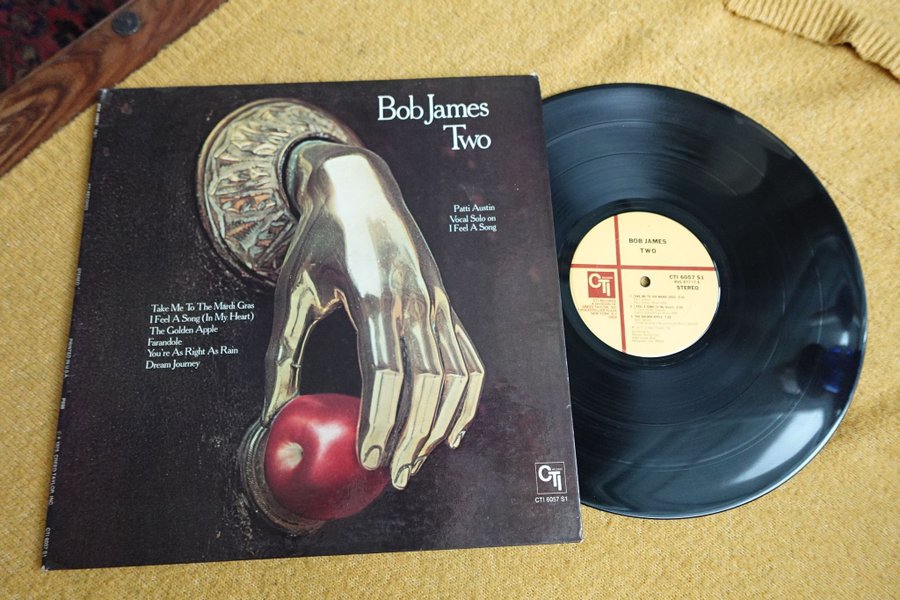 Bob James
Two
Patti Austin
Vocal Solo on
I Feel A Song
Take Me To The Mardi Gras
I Feel A Song (In My Heart)
The Golden Apple
Farandole
You're As Right As Rain
Dream Journey
CTI
CTI 6057 S1
BOB JAMES
TWO
CTI
CTI 6057 S1
STEREO